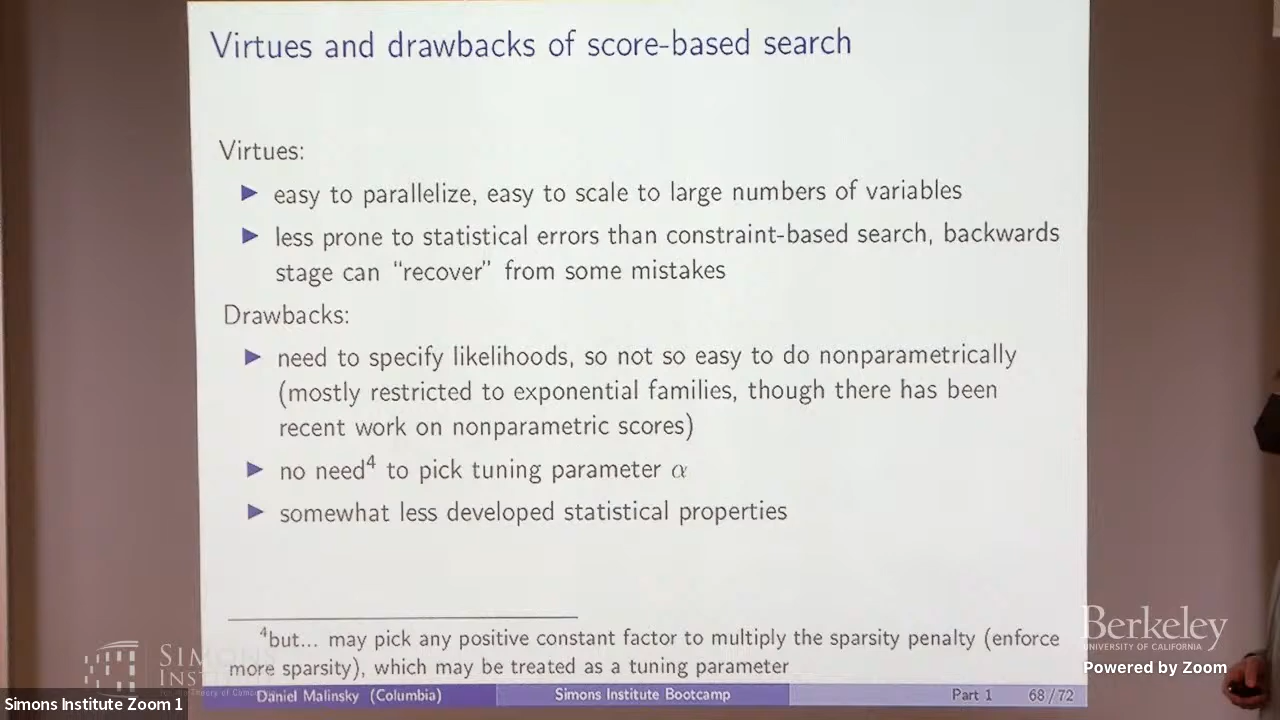 Virtues and drawbacks of score-based search
Virtues:
▶ easy to parallelize, easy to scale to large numbers of variables
▶ less prone to statistical errors than constraint-based search, backwards
stage can “recover” from some mistakes
Drawbacks:
▶ need to specify likelihoods, so not so easy to do nonparametrically
(mostly restricted to exponential families, though there has been
recent work on nonparametric scores)
▶ no need⁴ to pick tuning parameter α
▶ somewhat less developed statistical properties
⁴but... may pick any positive constant factor to multiply the sparsity penalty (enforce
more sparsity), which may be treated as a tuning parameter
Daniel Malinsky (Columbia) Simons Institute Bootcamp Part 1 68/72
Berkeley
UNIVERSITY OF CALIFORNIA
Powered by Zoom
Simons Institute Zoom 1